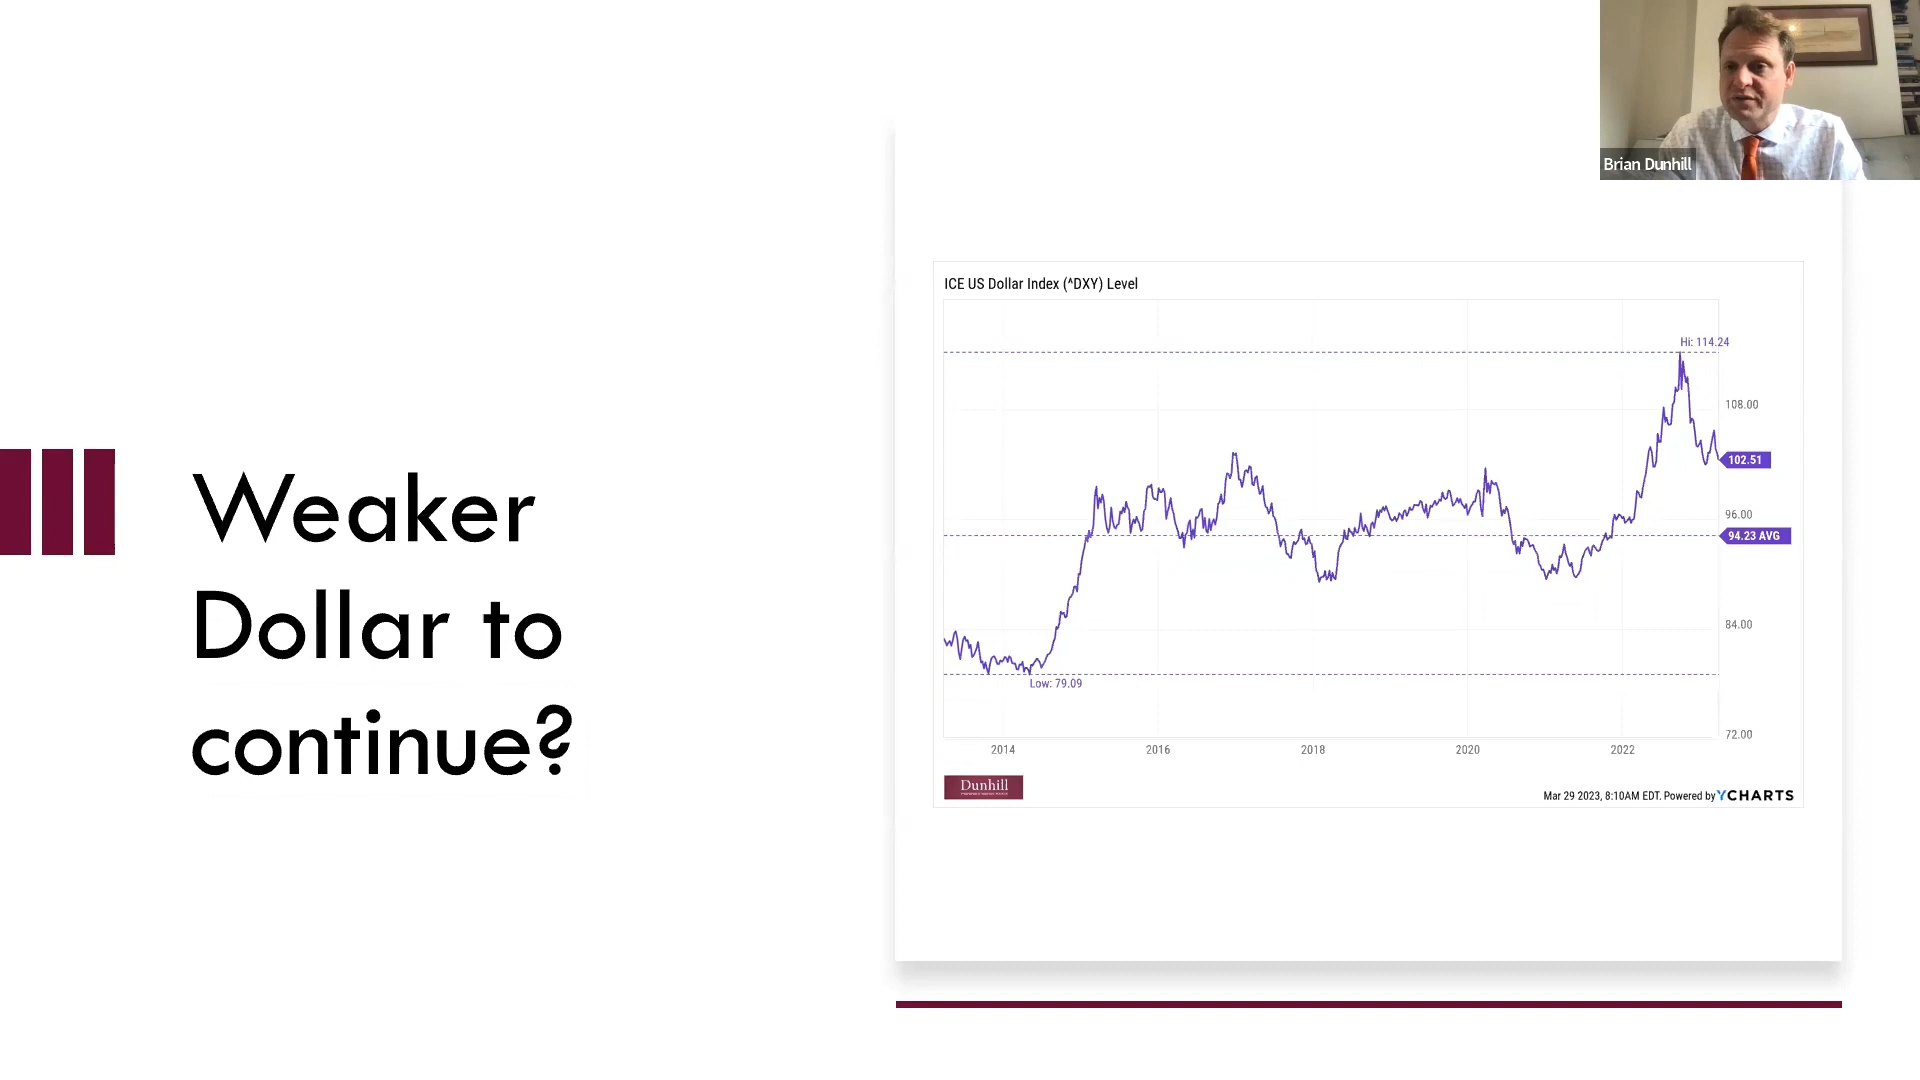 Brian Dunhill
Weaker
Dollar to
continue?
ICE US Dollar Index (^DXY) Level
Hi: 114.24
108.00
102.51
96.00
94.23 AVG
84.00
Low: 79.09
72.00
2014 2016 2018 2020 2022
Dunhill
Mar 29 2023, 8:10AM EDT. Powered by YCHARTS